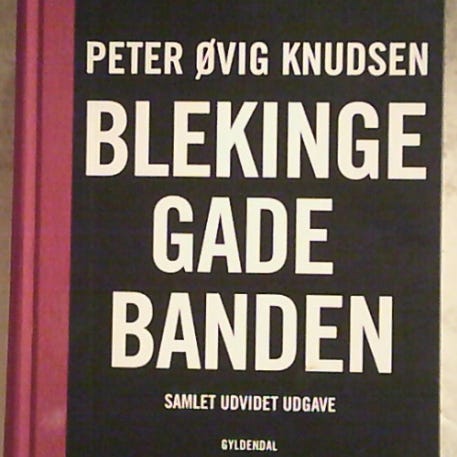 PETER ØVIG KNUDSEN
BLEKINGE
GADE
BANDEN
SAMLET UDVIDET UDGAVE
GYLDENDAL